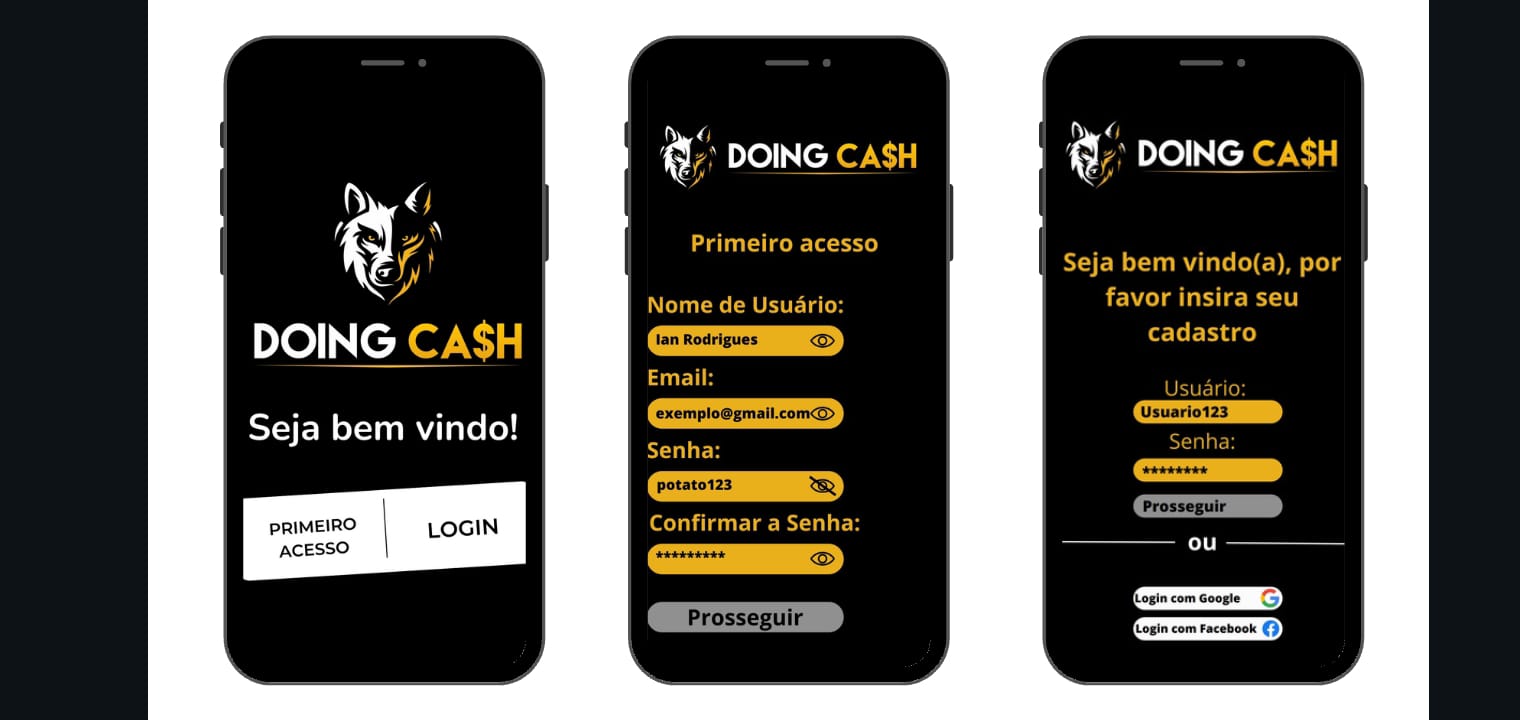 DOING CA$H
Seja bem vindo!
PRIMEIRO
ACESSO
LOGIN
DOING CA$H
Primeiro acesso
Nome de Usuário:
Ian Rodrigues
Email:
exemplo@gmail.com
Senha:
potato123
Confirmar a Senha:
*********
Prosseguir
DOING CA$H
Seja bem vindo(a), por
favor insira seu
cadastro
Usuário:
Usuario123
Senha:
********
Prosseguir
ou
Login com Google
Login com Facebook